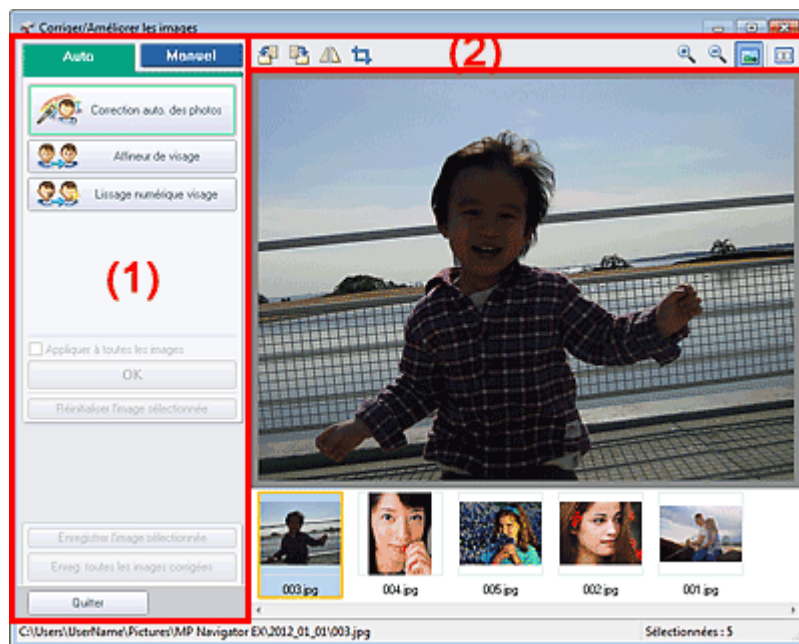 Corriger/Améliorer les images
Auto Manuel
(2)
Correction auto. des photos
Affineur de visage
Lissage numérique visage
(1)
Appliquer à toutes les images
OK
Réinitialiser l'image sélectionnée
Enregistrer l'image sélectionnée
Enreg. toutes les images corrigées
Quitter
003.jpg 004.jpg 005.jpg 002.jpg 001.jpg
C:\Users\UserName\Pictures\MP Navigator EX\2012_01_01\003.jpg Sélectionnées : 5